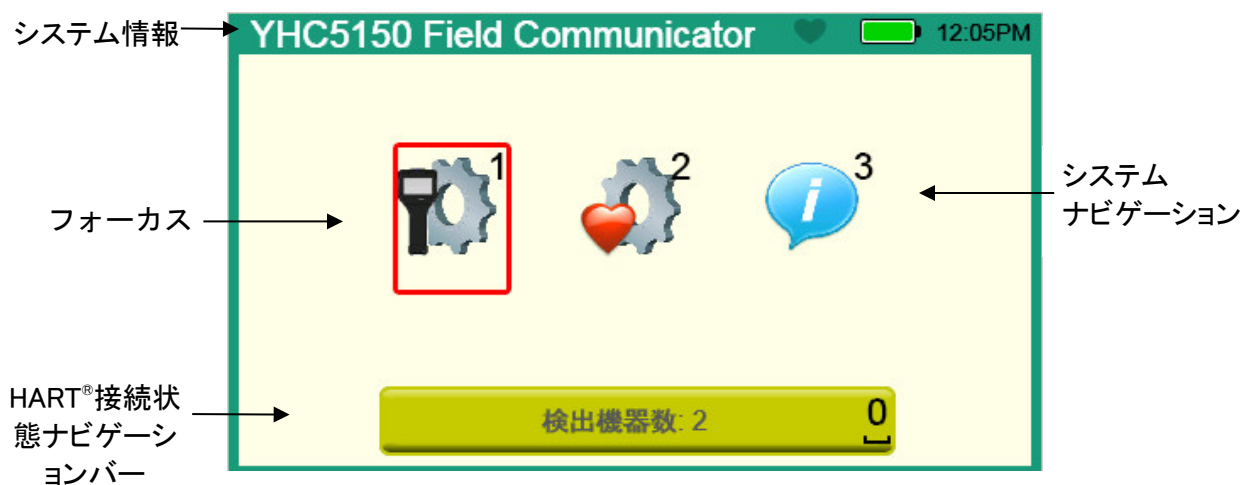 システム情報
YHC5150 Field Communicator
12:05PM
1
2
3
フォーカス
システム
ナビゲーション
HART®接続状
態ナビゲーシ
ョンバー
検出機器数: 2
0